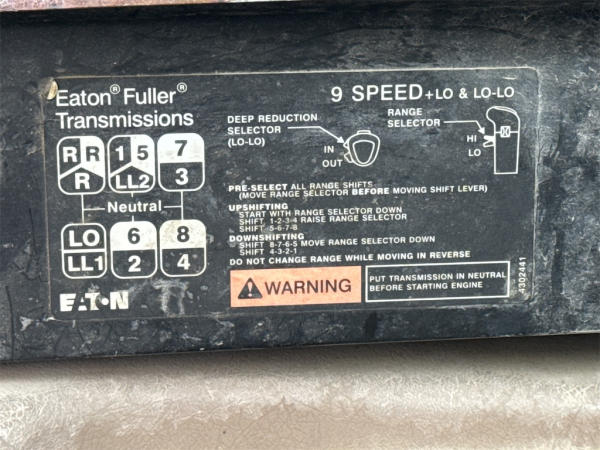 Eaton® Fuller®
Transmissions
9 SPEED +LO & LO-LO
DEEP REDUCTION
SELECTOR
(LO-LO)
IN
OUT
RANGE
SELECTOR
HI
LO
R R 1 5 7
R LL2 3
Neutral
LO 6 8
LL1 2 4
PRE-SELECT ALL RANGE SHIFTS
(MOVE RANGE SELECTOR BEFORE MOVING SHIFT LEVER)
UPSHIFTING
START WITH RANGE SELECTOR DOWN
SHIFT 1-2-3-4 RAISE RANGE SELECTOR
SHIFT 5-6-7-8
DOWNSHIFTING
SHIFT 8-7-6-5 MOVE RANGE SELECTOR DOWN
SHIFT 4-3-2-1
DO NOT CHANGE RANGE WHILE MOVING IN REVERSE
EATON
WARNING
PUT TRANSMISSION IN NEUTRAL
BEFORE STARTING ENGINE
4302441